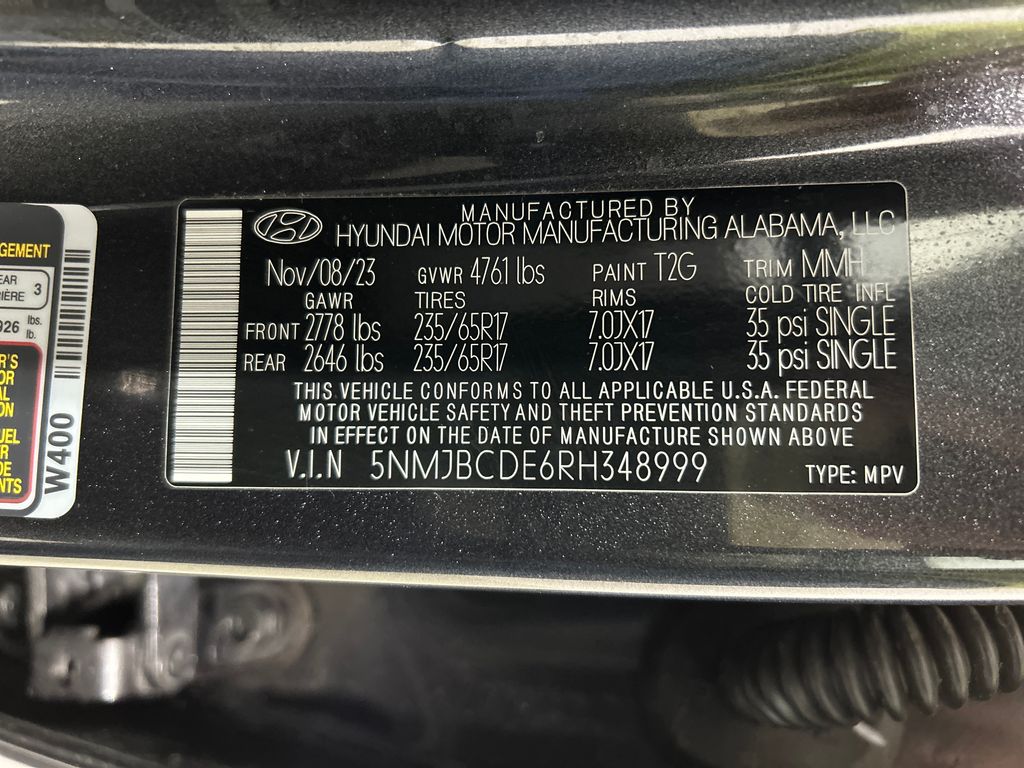 MANUFACTURED BY
HYUNDAI MOTOR MANUFACTURING ALABAMA, LLC
Nov/08/23 GVWR 4761 lbs PAINT T2G TRIM MMH
GAWR TIRES RIMS COLD TIRE INFL
FRONT 2778 lbs 235/65R17 7.0JX17 35 psi SINGLE
REAR 2646 lbs 235/65R17 7.0JX17 35 psi SINGLE
THIS VEHICLE CONFORMS TO ALL APPLICABLE U.S.A. FEDERAL
MOTOR VEHICLE SAFETY AND THEFT PREVENTION STANDARDS
IN EFFECT ON THE DATE OF MANUFACTURE SHOWN ABOVE
V.I.N 5NMJBCDE6RH348999 TYPE: MPV
3
926 lbs.
lb.
W400